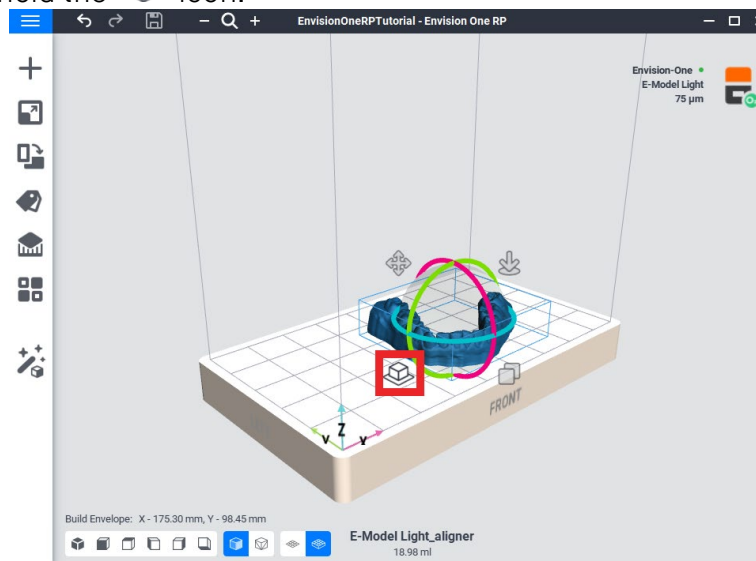 EnvisionOneRPTutorial - Envision One RP
Envision-One
E-Model Light
75 µm
FRONT
Z
Build Envelope: X - 175.30 mm, Y - 98.45 mm
E-Model Light_aligner
18.98 ml